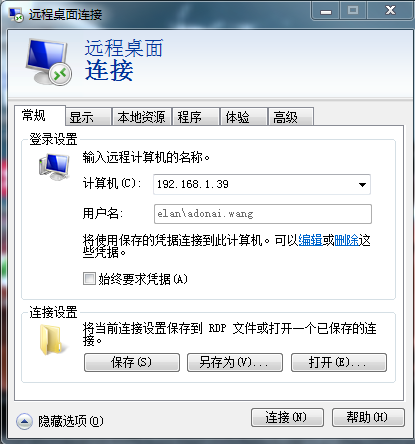 远程桌面连接
远程桌面
连接
常规 显示 本地资源 程序 体验 高级
登录设置
输入远程计算机的名称。
计算机(C): 192.168.1.39
用户名: elan\adonai.wang
将使用保存的凭据连接到此计算机。可以编辑或删除这
些凭据。
始终要求凭据(A)
连接设置
将当前连接设置保存到 RDP 文件或打开一个已保存的连
接。
保存(S) 另存为(V)... 打开(E)...
隐藏选项(O) 连接(N) 帮助(H)